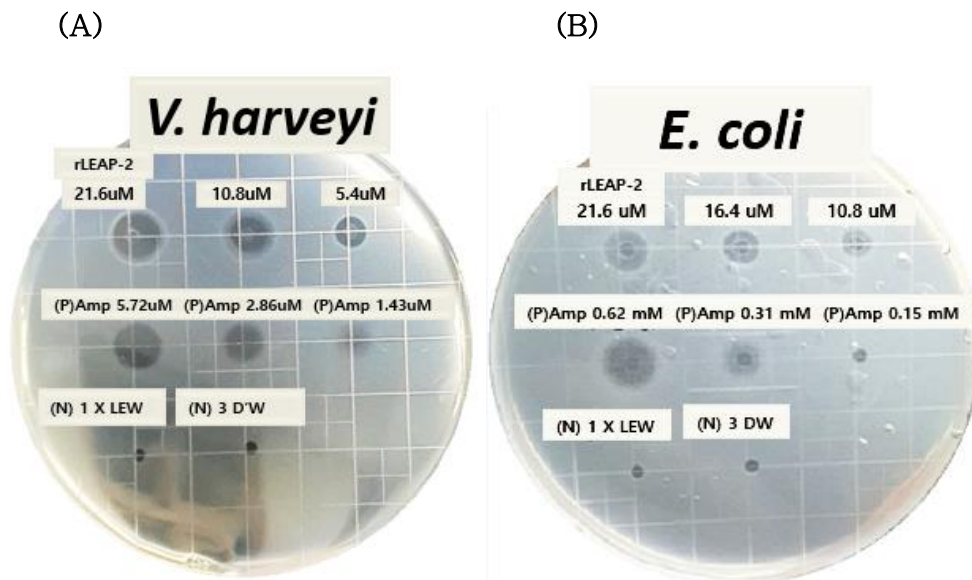 (A)
(B)
V. harveyi
rLEAP-2
21.6uM
10.8uM
5.4uM
(P)Amp 5.72uM
(P)Amp 2.86uM
(P)Amp 1.43uM
(N) 1 X LEW
(N) 3 D'W
E. coli
rLEAP-2
21.6 uM
16.4 uM
10.8 uM
(P)Amp 0.62 mM
(P)Amp 0.31 mM
(P)Amp 0.15 mM
(N) 1 X LEW
(N) 3 DW